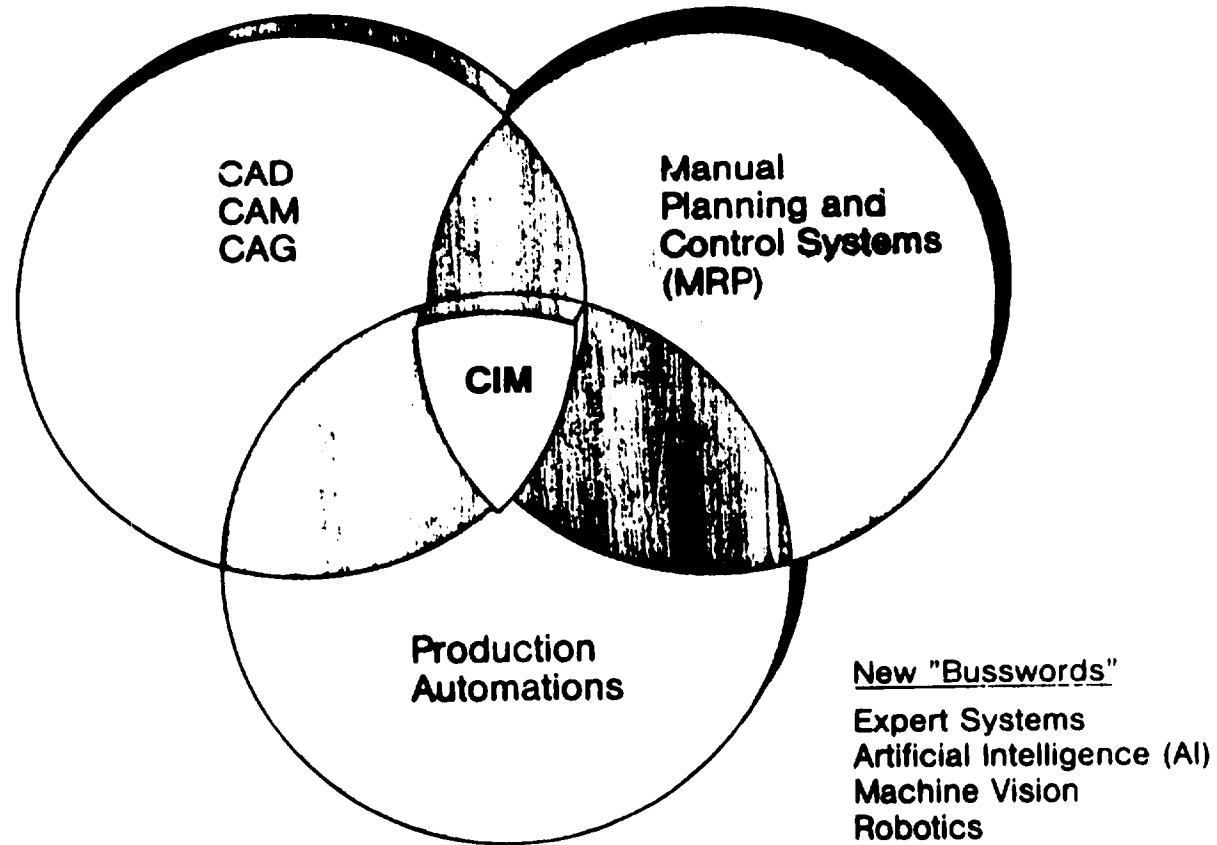 CAD
CAM
CAG
Manual
Planning and
Control Systems
(MRP)
CIM
Production
Automations
New "Busswords"
Expert Systems
Artificial Intelligence (AI)
Machine Vision
Robotics